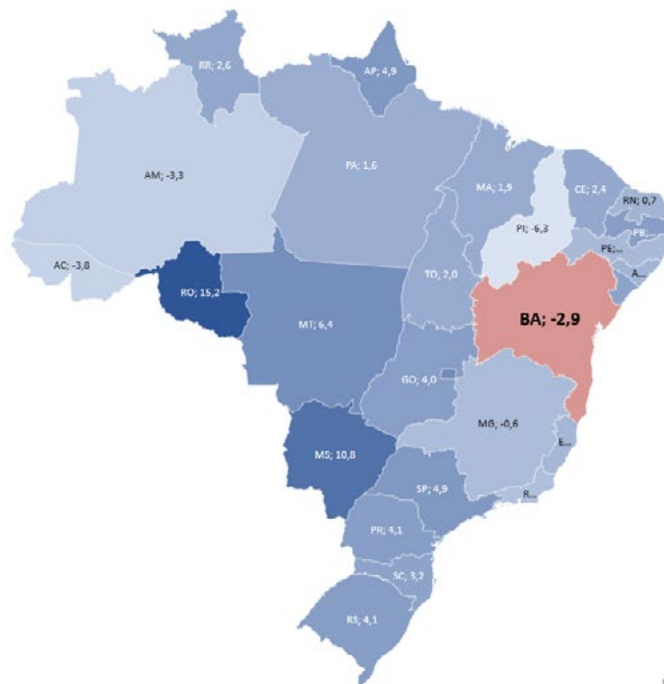 RR; 2,6
AP; 4,9
AM; -3,3
PA; 1,6
MA; 1,9
CE; 2,4
RN; 0,7
PB;
PI; -6,3
PE;...
AC; -3,8
RO; 15,2
TO; 2,0
A...
BA; -2,9
MT; 6,4
GO; 4,0
MG; -0,6
E...
MS; 10,8
R...
SP; 4,9
PR; 4,1
SC; 3,2
RS; 4,1